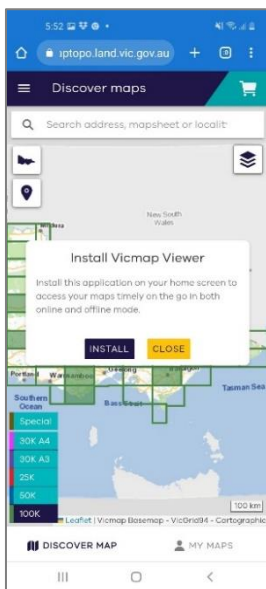 5:52
iptopo.land.vic.gov.au
Discover maps
Search address, mapsheet or localit
New South
Wales
Install Vicmap Viewer
Install this application on your home screen to
access your maps timely on the go in both
online and offline mode.
INSTALL CLOSE
Portland Warrnambool Geelong
Tasman Sea
Southern
Ocean
Bass Strait
Special
30K A4
30K A3
25K
50K
100K
100 km
Leaflet | Vicmap Basemap - VicGrid94 - Cartographic
DISCOVER MAP MY MAPS